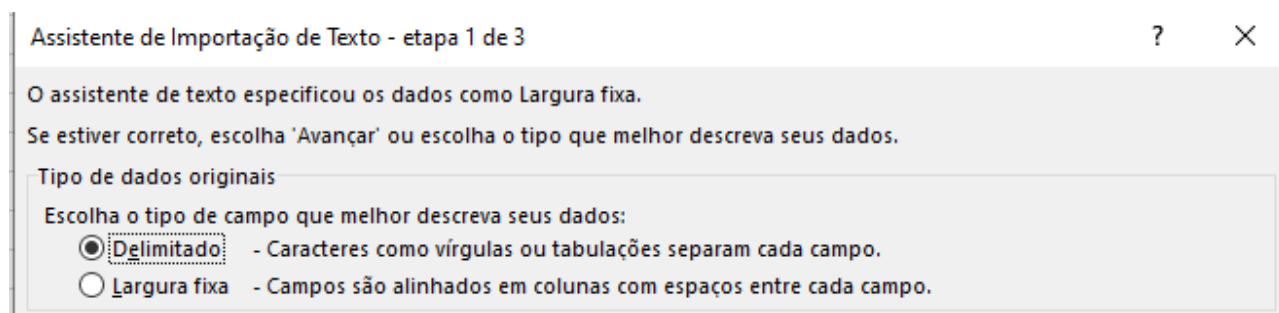 Assistente de Importação de Texto - etapa 1 de 3 ? ×
O assistente de texto especificou os dados como Largura fixa.
Se estiver correto, escolha 'Avançar' ou escolha o tipo que melhor descreva seus dados.
Tipo de dados originais
Escolha o tipo de campo que melhor descreva seus dados:
Delimitado - Caracteres como vírgulas ou tabulações separam cada campo.
Largura fixa - Campos são alinhados em colunas com espaços entre cada campo.